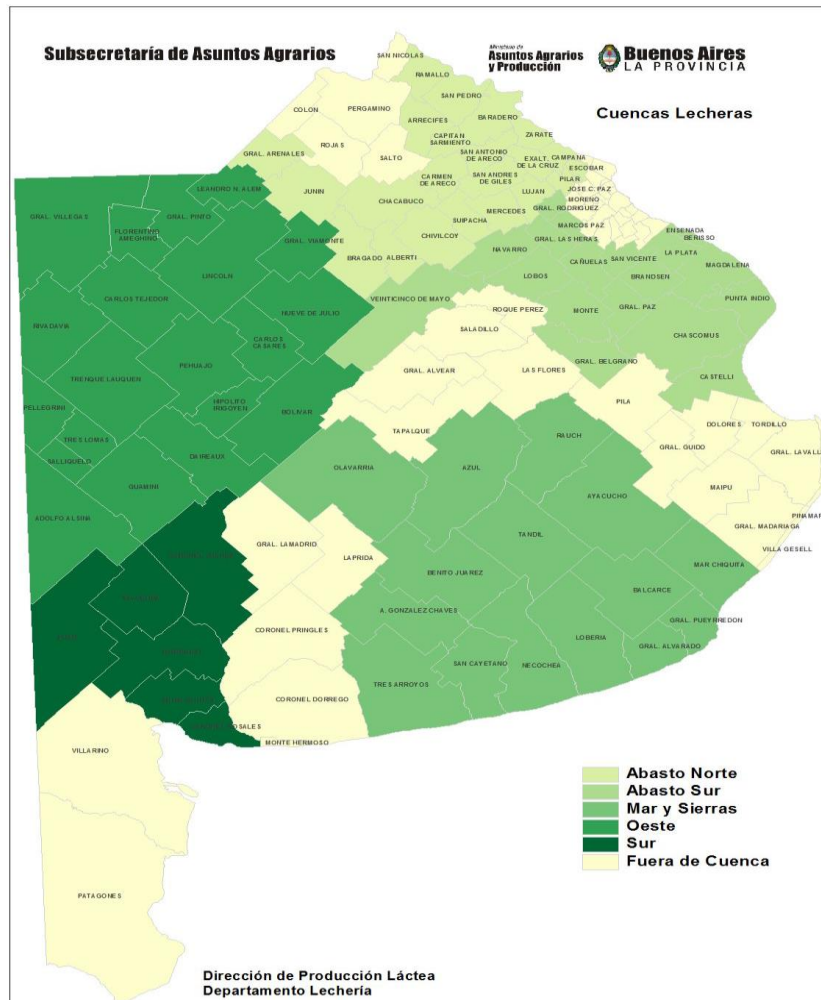 Subsecretaría de Asuntos Agrarios
Ministerio de
Asuntos Agrarios
y Producción
Buenos Aires
LA PROVINCIA
Cuencas Lecheras
SAN NICOLAS
RAMALLO
SAN PEDRO
COLON
PERGAMINO
ARRECIFES
BARADERO
ROJAS
CAPITAN
SARMIENTO
ZARATE
GRAL. ARENALES
SALTO
SAN ANTONIO
DE ARECO
EXALT.
DE LA CRUZ
CAMPANA
ESCOBAR
LEANDRO N. ALEM
JUNIN
CARMEN
DE ARECO
SAN ANDRES
DE GILES
PILAR
JOSE C. PAZ
GRAL. VILLEGAS
GRAL. PINTO
CHACABUCO
LUJAN
MORENO
FLORENTINO
AMEGHINO
SUIPACHA
MERCEDES
GRAL. RODRIGUEZ
MARCOS PAZ
GRAL. VIAMONTE
CHIVILCOY
ENSENADA
BERISSO
BRAGADO
ALBERTI
NAVARRO
GRAL. LAS HERAS
CAÑUELAS
SAN VICENTE
LA PLATA
LINCOLN
LOBOS
BRANDSEN
MAGDALENA
CARLOS TEJEDOR
VEINTICINCO DE MAYO
ROQUE PEREZ
MONTE
GRAL. PAZ
PUNTA INDIO
NUEVE DE JULIO
RIVADAVIA
SALADILLO
CHASCOMUS
CARLOS
CASARES
PEHUAJO
GRAL. BELGRANO
TRENQUE LAUQUEN
GRAL. ALVEAR
LAS FLORES
CASTELLI
HIPOLITO
IRIGOYEN
PELLEGRINI
BOLIVAR
PILA
TAPALQUE
DOLORES
TORDILLO
TRES LOMAS
RAUCH
GRAL. GUIDO
GRAL. LAVALL
SALLIQUELO
DAIREAUX
OLAVARRIA
AZUL
GUAMINI
MAIPU
AYACUCHO
PINAMAR
ADOLFO ALSINA
GRAL. MADARIAGA
TANDIL
GRAL. LAMADRID
LAPRIDA
VILLA GESELL
MAR CHIQUITA
BENITO JUAREZ
BALCARCE
A. GONZALEZ CHAVES
GRAL. PUEYRREDON
CORONEL PRINGLES
LOBERIA
GRAL. ALVARADO
SAN CAYETANO
NECOCHEA
TRES ARROYOS
CORONEL DORREGO
MONTE HERMOSO
VILLARINO
PATAGONES
Abasto Norte
Abasto Sur
Mar y Sierras
Oeste
Sur
Fuera de Cuenca
Dirección de Producción Láctea
Departamento Lechería